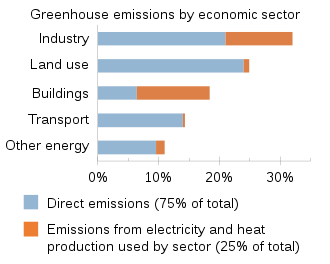 Greenhouse emissions by economic sector
Industry
Land use
Buildings
Transport
Other energy
0% 10% 20% 30%
Direct emissions (75% of total)
Emissions from electricity and heat
production used by sector (25% of total)